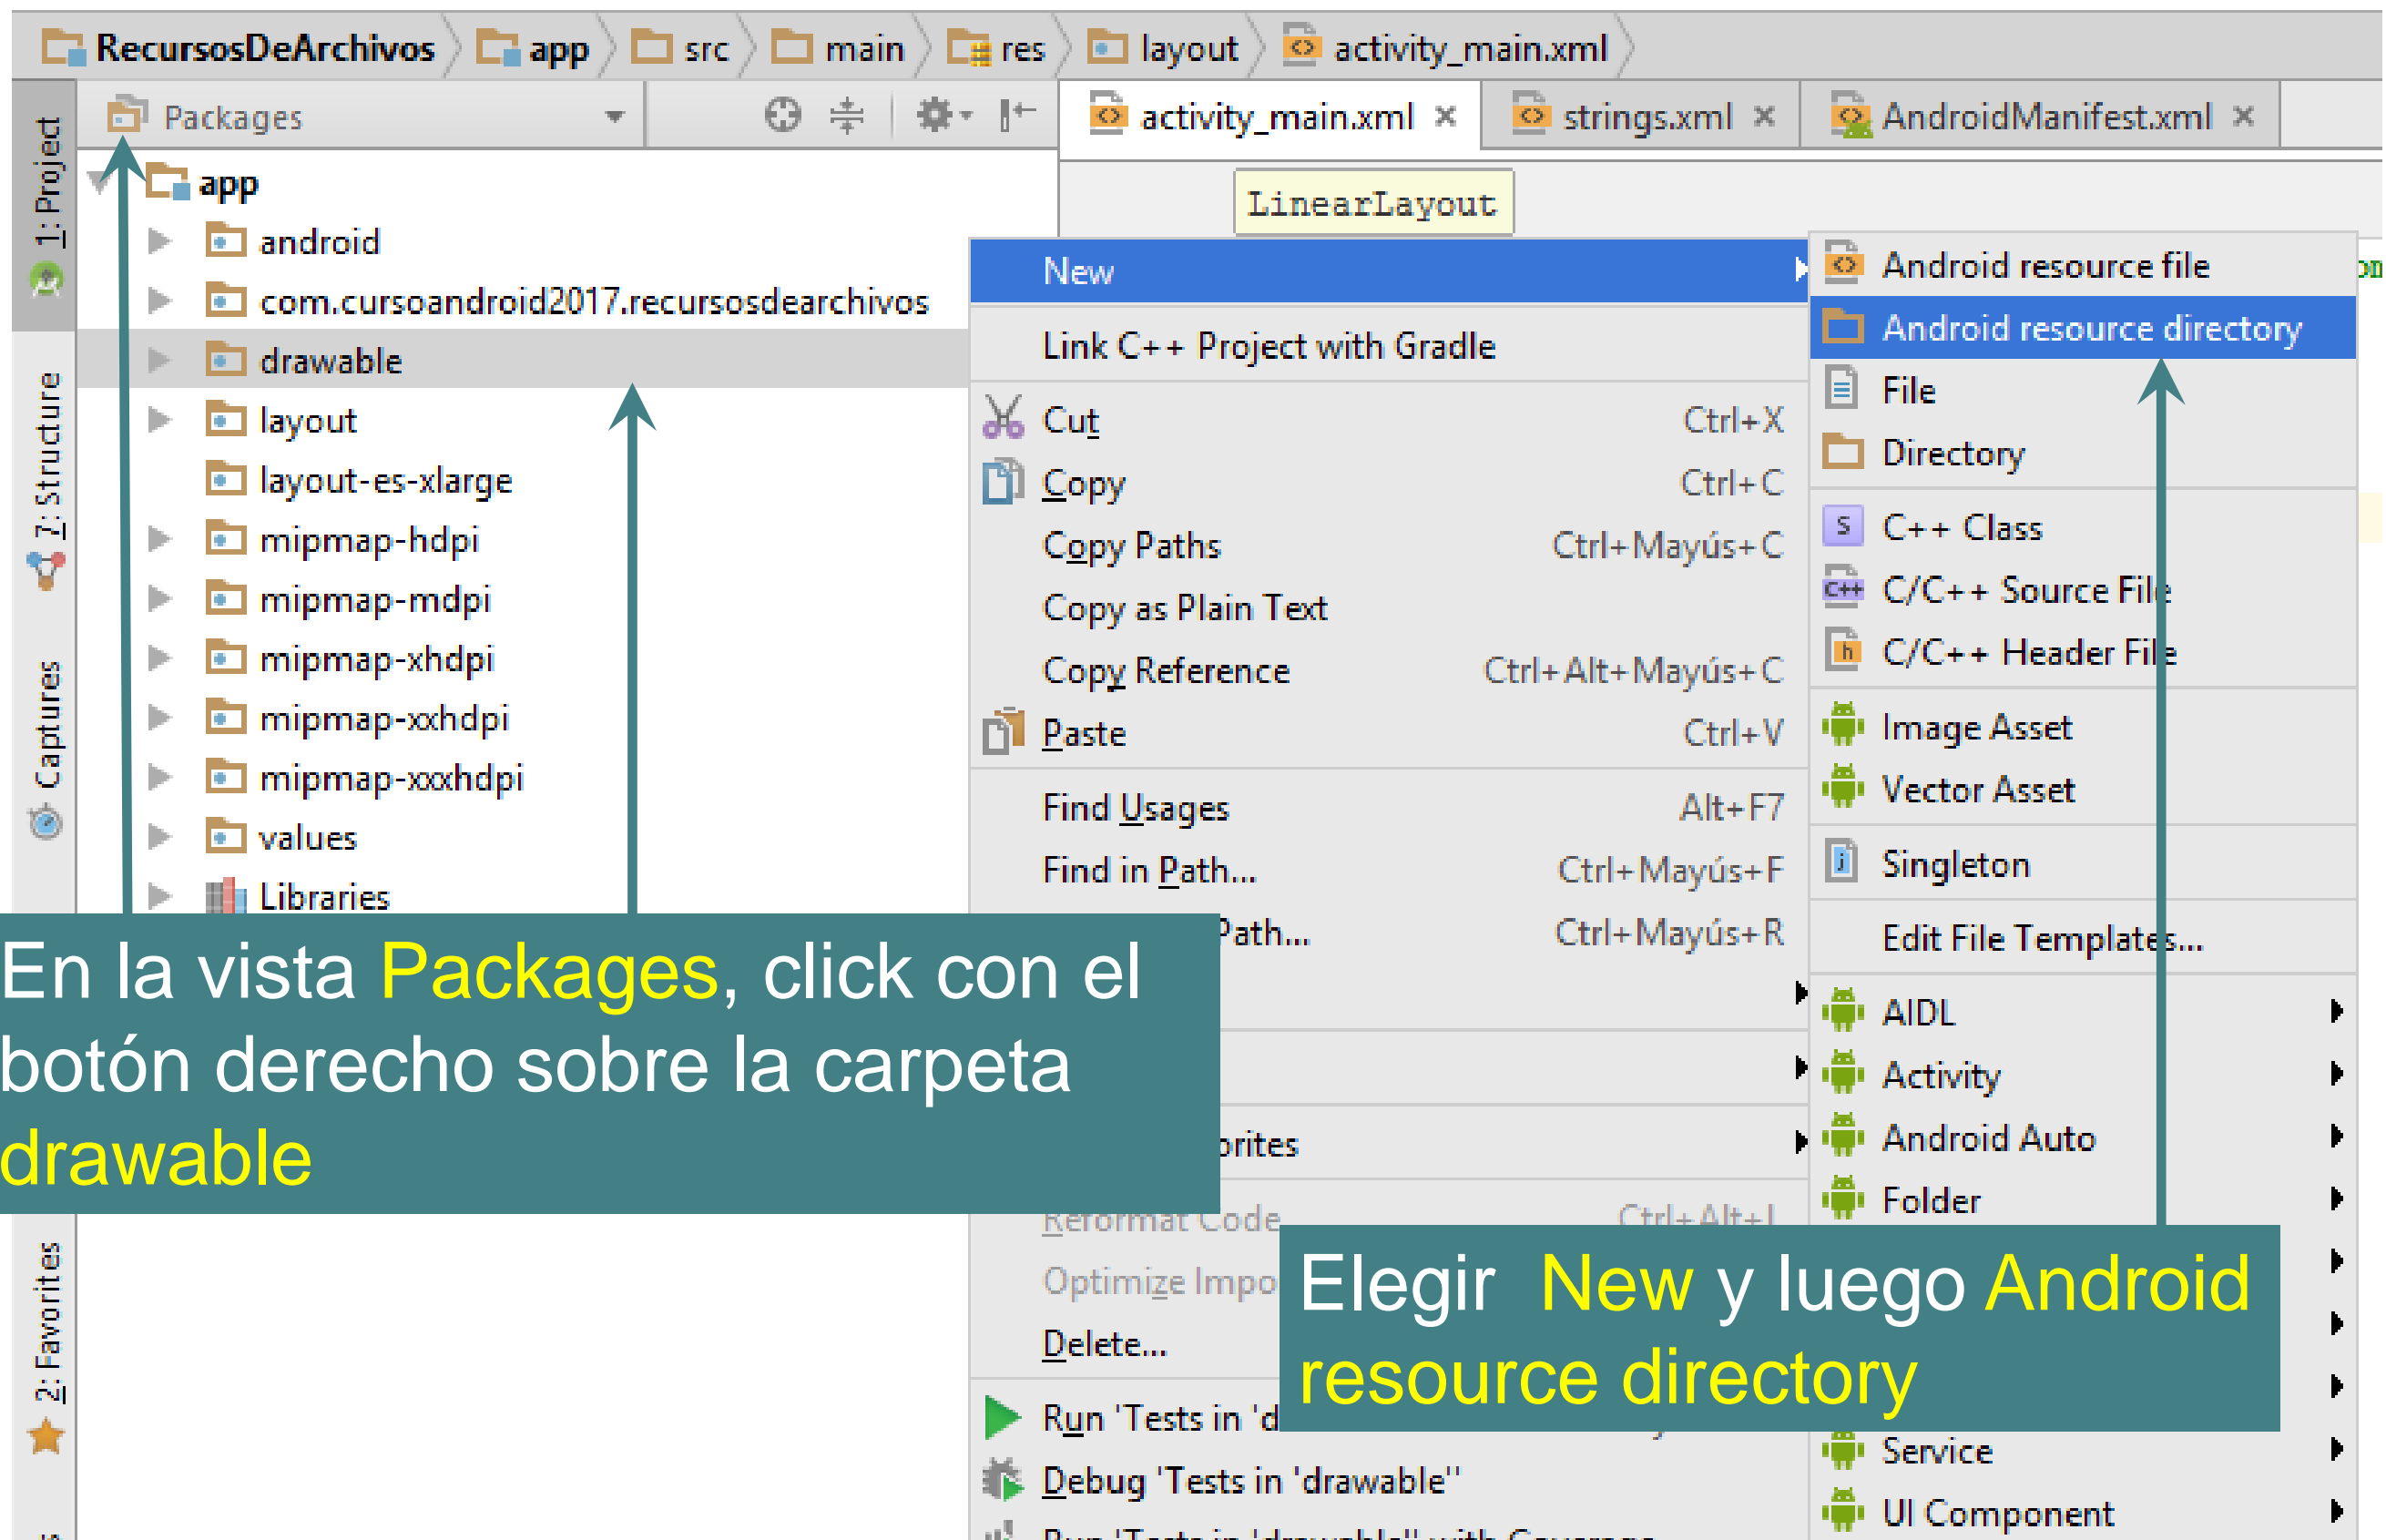 RecursosDeArchivos app src main res layout activity_main.xml
Packages
activity_main.xml strings.xml AndroidManifest.xml
1: Project
7: Structure
Captures
2: Favorites
app
android
com.cursoandroid2017.recursosdearchivos
drawable
layout
layout-es-xlarge
mipmap-hdpi
mipmap-mdpi
mipmap-xhdpi
mipmap-xxhdpi
mipmap-xxxhdpi
values
Libraries
LinearLayout
New
Link C++ Project with Gradle
Cut Ctrl+X
Copy Ctrl+C
Copy Paths Ctrl+Mayús+C
Copy as Plain Text
Copy Reference Ctrl+Alt+Mayús+C
Paste Ctrl+V
Find Usages Alt+F7
Find in Path... Ctrl+Mayús+F
Path... Ctrl+Mayús+R
orites
Reformat Code Ctrl+Alt+L
Optimize Impo
Delete...
Run 'Tests in 'd
Debug 'Tests in 'drawable''
Run 'Tests in 'drawable'' with Coverage
Android resource file
Android resource directory
File
Directory
C++ Class
C/C++ Source File
C/C++ Header File
Image Asset
Vector Asset
Singleton
Edit File Templates...
AIDL
Activity
Android Auto
Folder
Service
UI Component
En la vista Packages, click con el
botón derecho sobre la carpeta
drawable
Elegir New y luego Android
resource directory